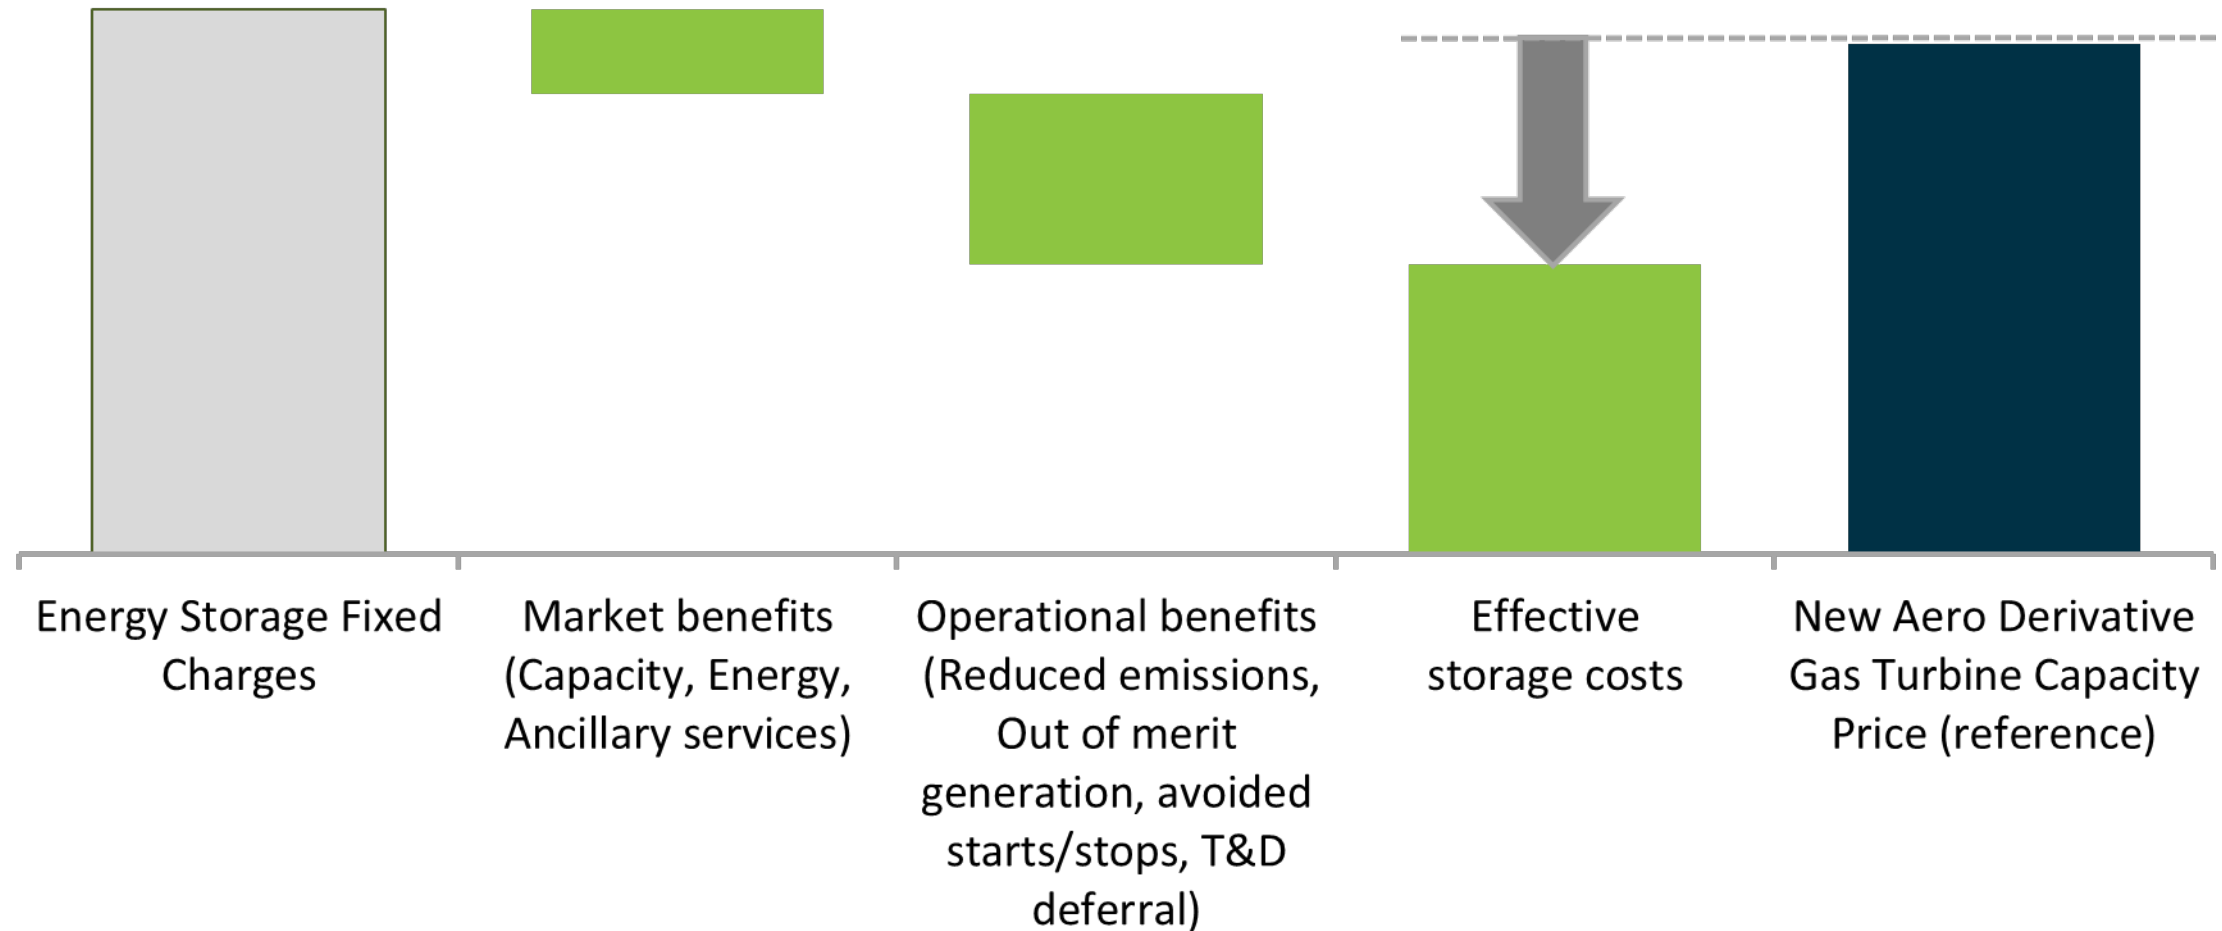 Energy Storage Fixed
Charges
Market benefits
(Capacity, Energy,
Ancillary services)
Operational benefits
(Reduced emissions,
Out of merit
generation, avoided
starts/stops, T&D
deferral)
Effective
storage costs
New Aero Derivative
Gas Turbine Capacity
Price (reference)